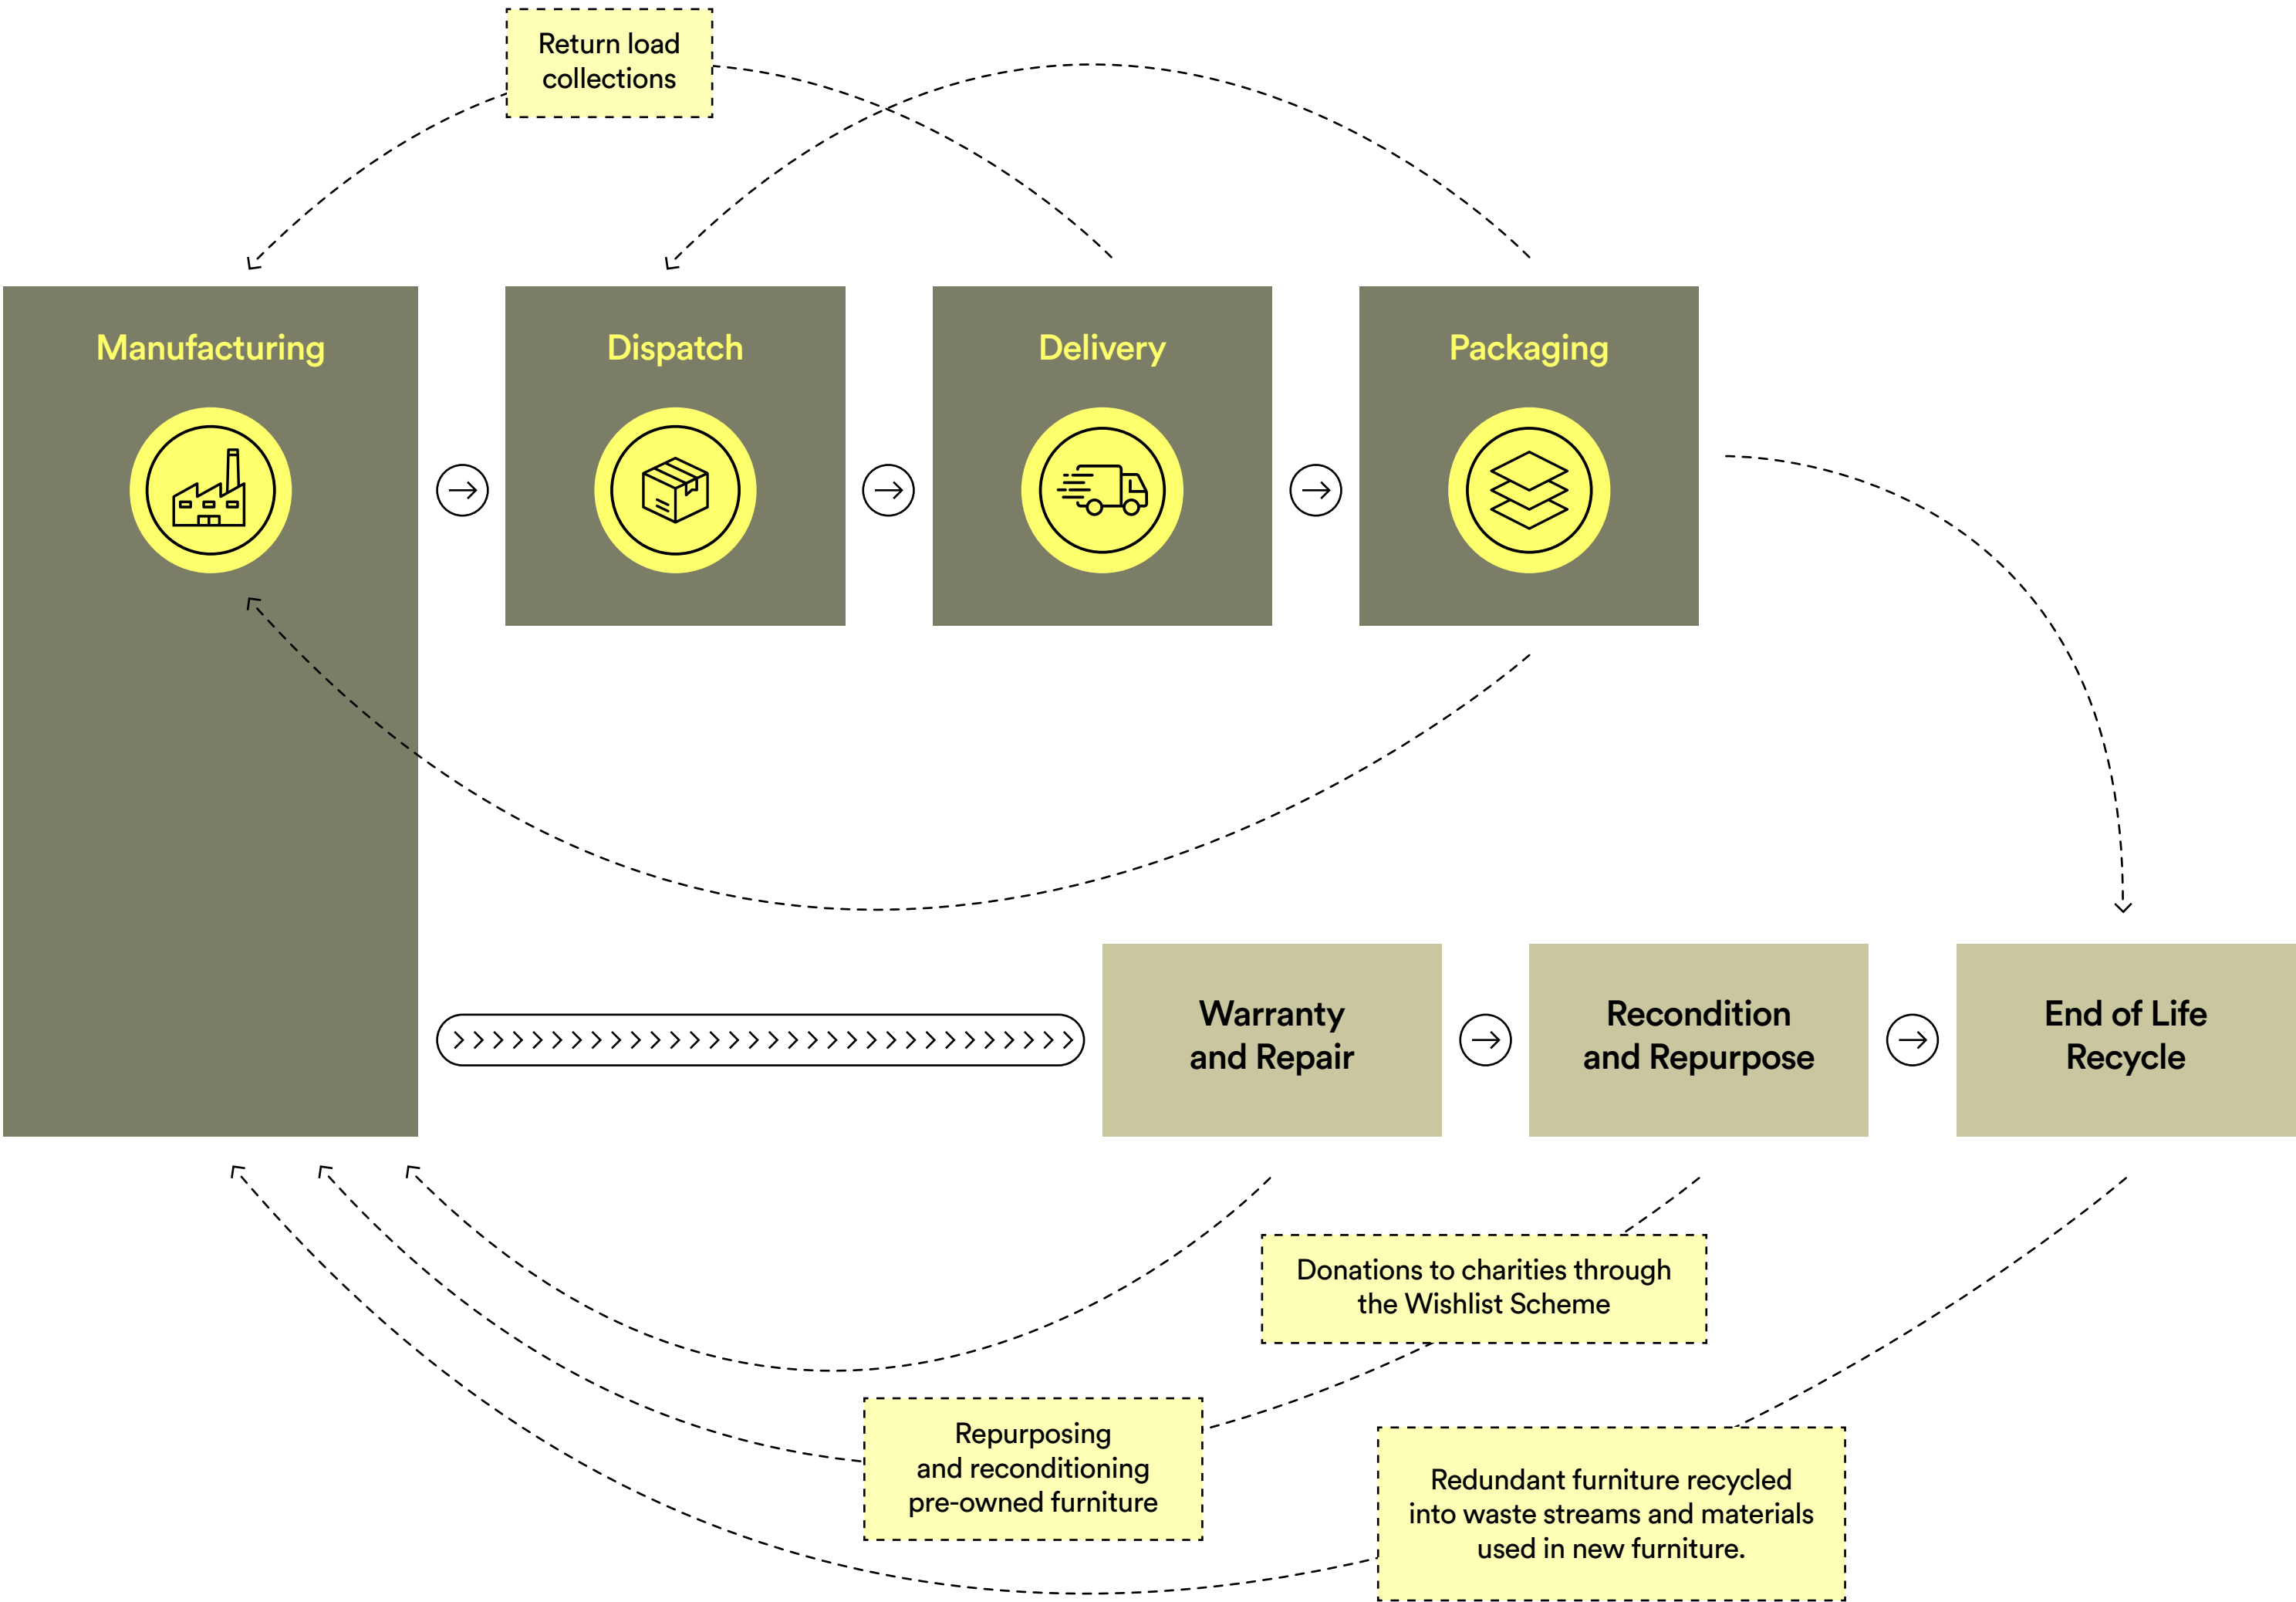 Return load
collections
Manufacturing
Dispatch
Delivery
Packaging
Warranty
and Repair
Recondition
and Repurpose
End of Life
Recycle
Donations to charities through
the Wishlist Scheme
Repurposing
and reconditioning
pre-owned furniture
Redundant furniture recycled
into waste streams and materials
used in new furniture.